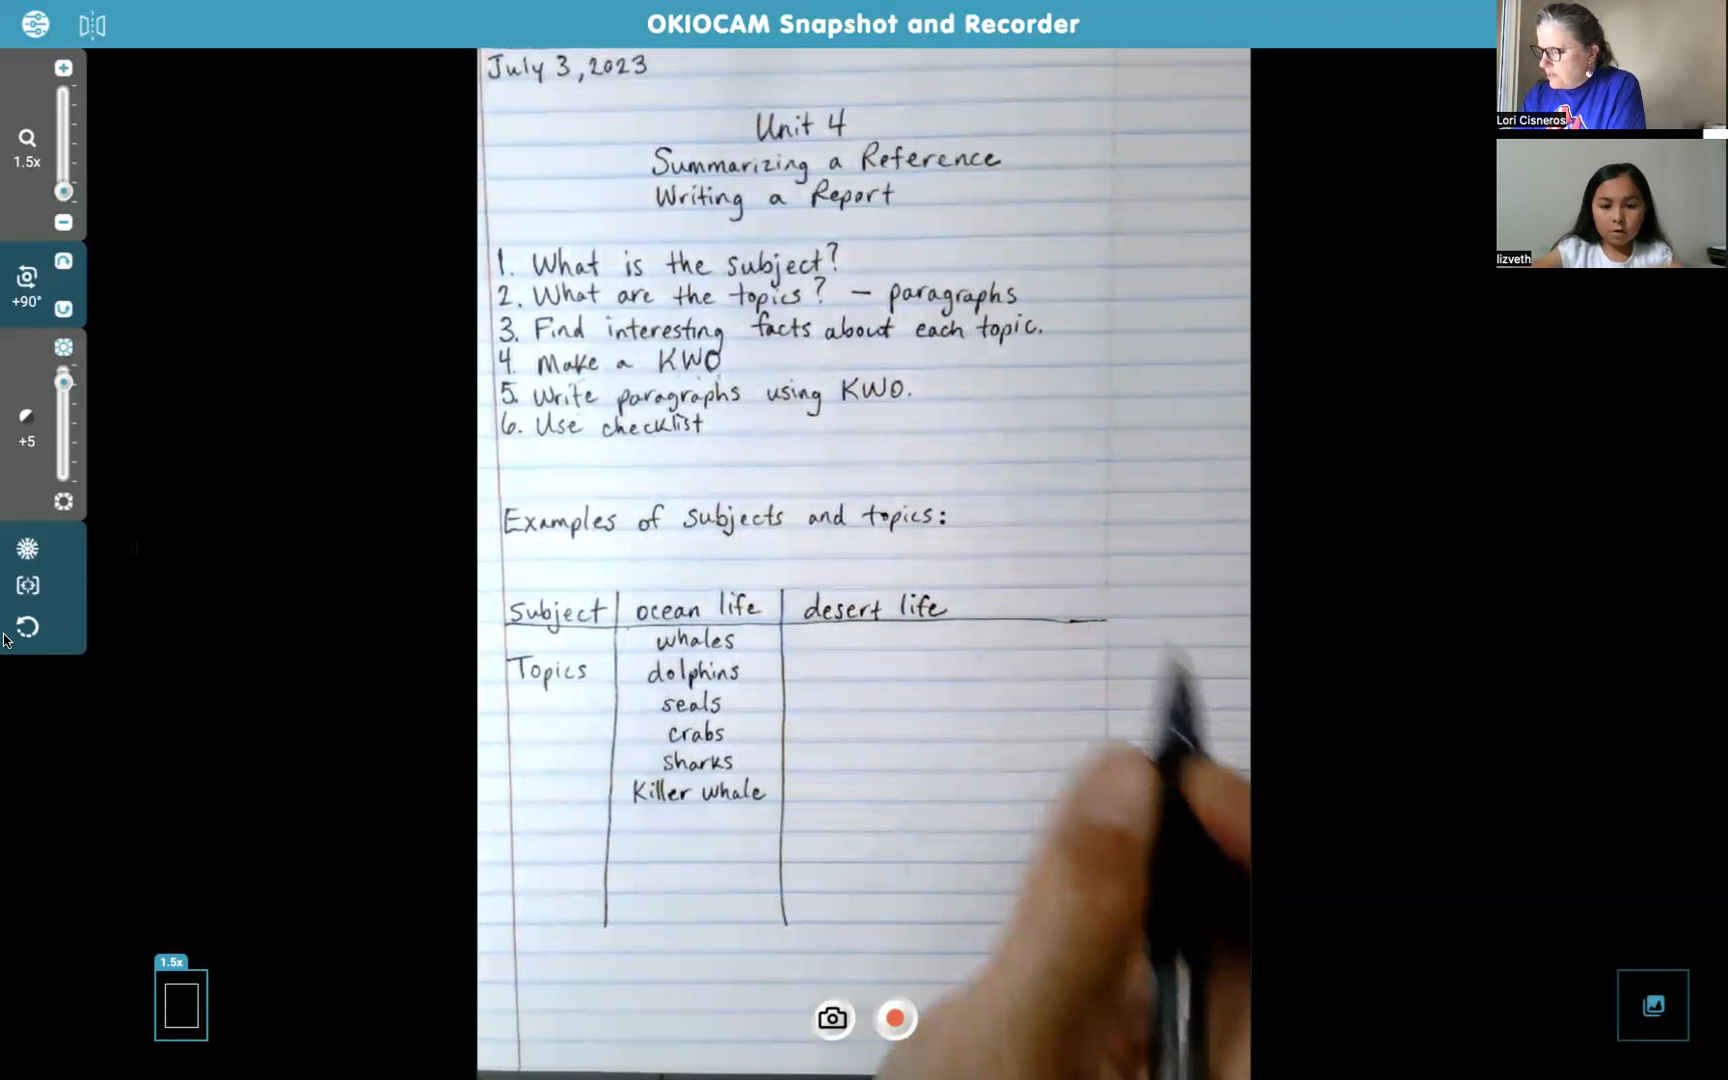 OKIOCAM Snapshot and Recorder
Lori Cisneros
lizveth
1.5x
+90°
+5
1.5x
July 3, 2023
Unit 4
Summarizing a Reference
Writing a Report
1. What is the subject?
2. What are the topics? – paragraphs
3. Find interesting facts about each topic.
4. Make a KWO
5. Write paragraphs using KWO.
6. Use checklist
Examples of subjects and topics:
Subject ocean life desert life
whales
Topics dolphins
seals
crabs
sharks
Killer whale